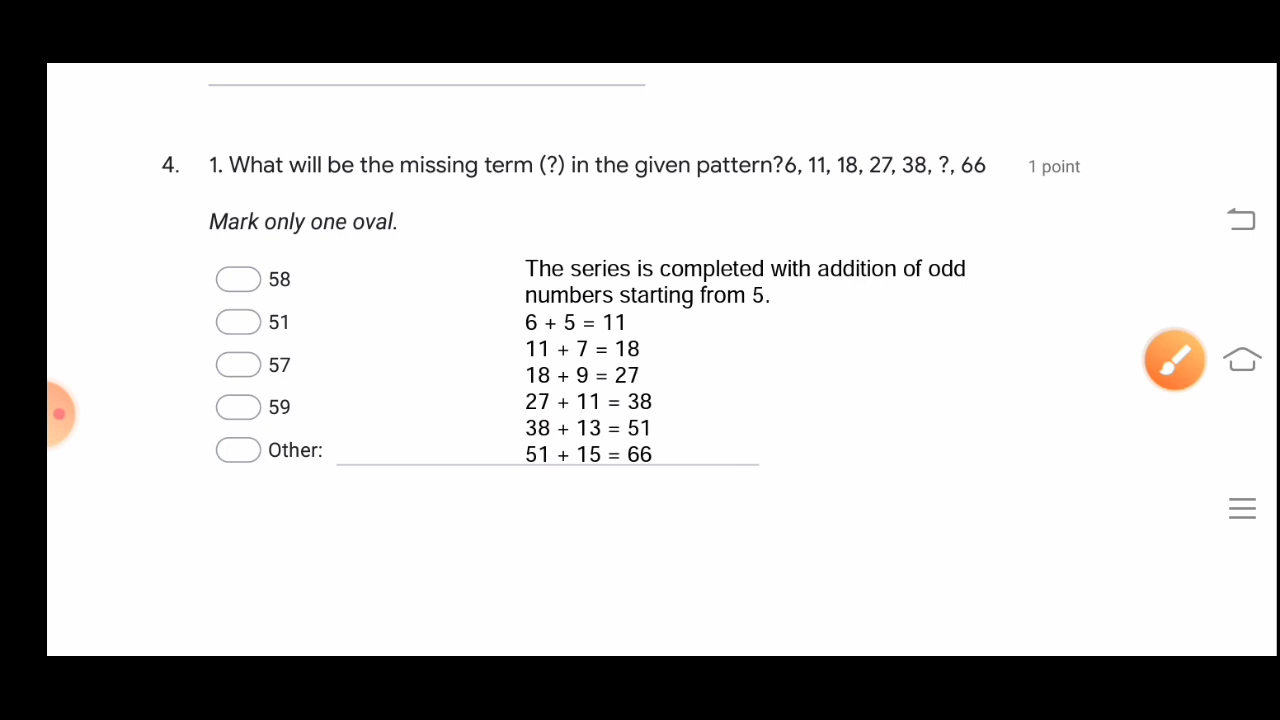 4. 1. What will be the missing term (?) in the given pattern?6, 11, 18, 27, 38, ?, 66 1 point
Mark only one oval.
58
51
57
59
Other:
The series is completed with addition of odd
numbers starting from 5.
6 + 5 = 11
11 + 7 = 18
18 + 9 = 27
27 + 11 = 38
38 + 13 = 51
51 + 15 = 66